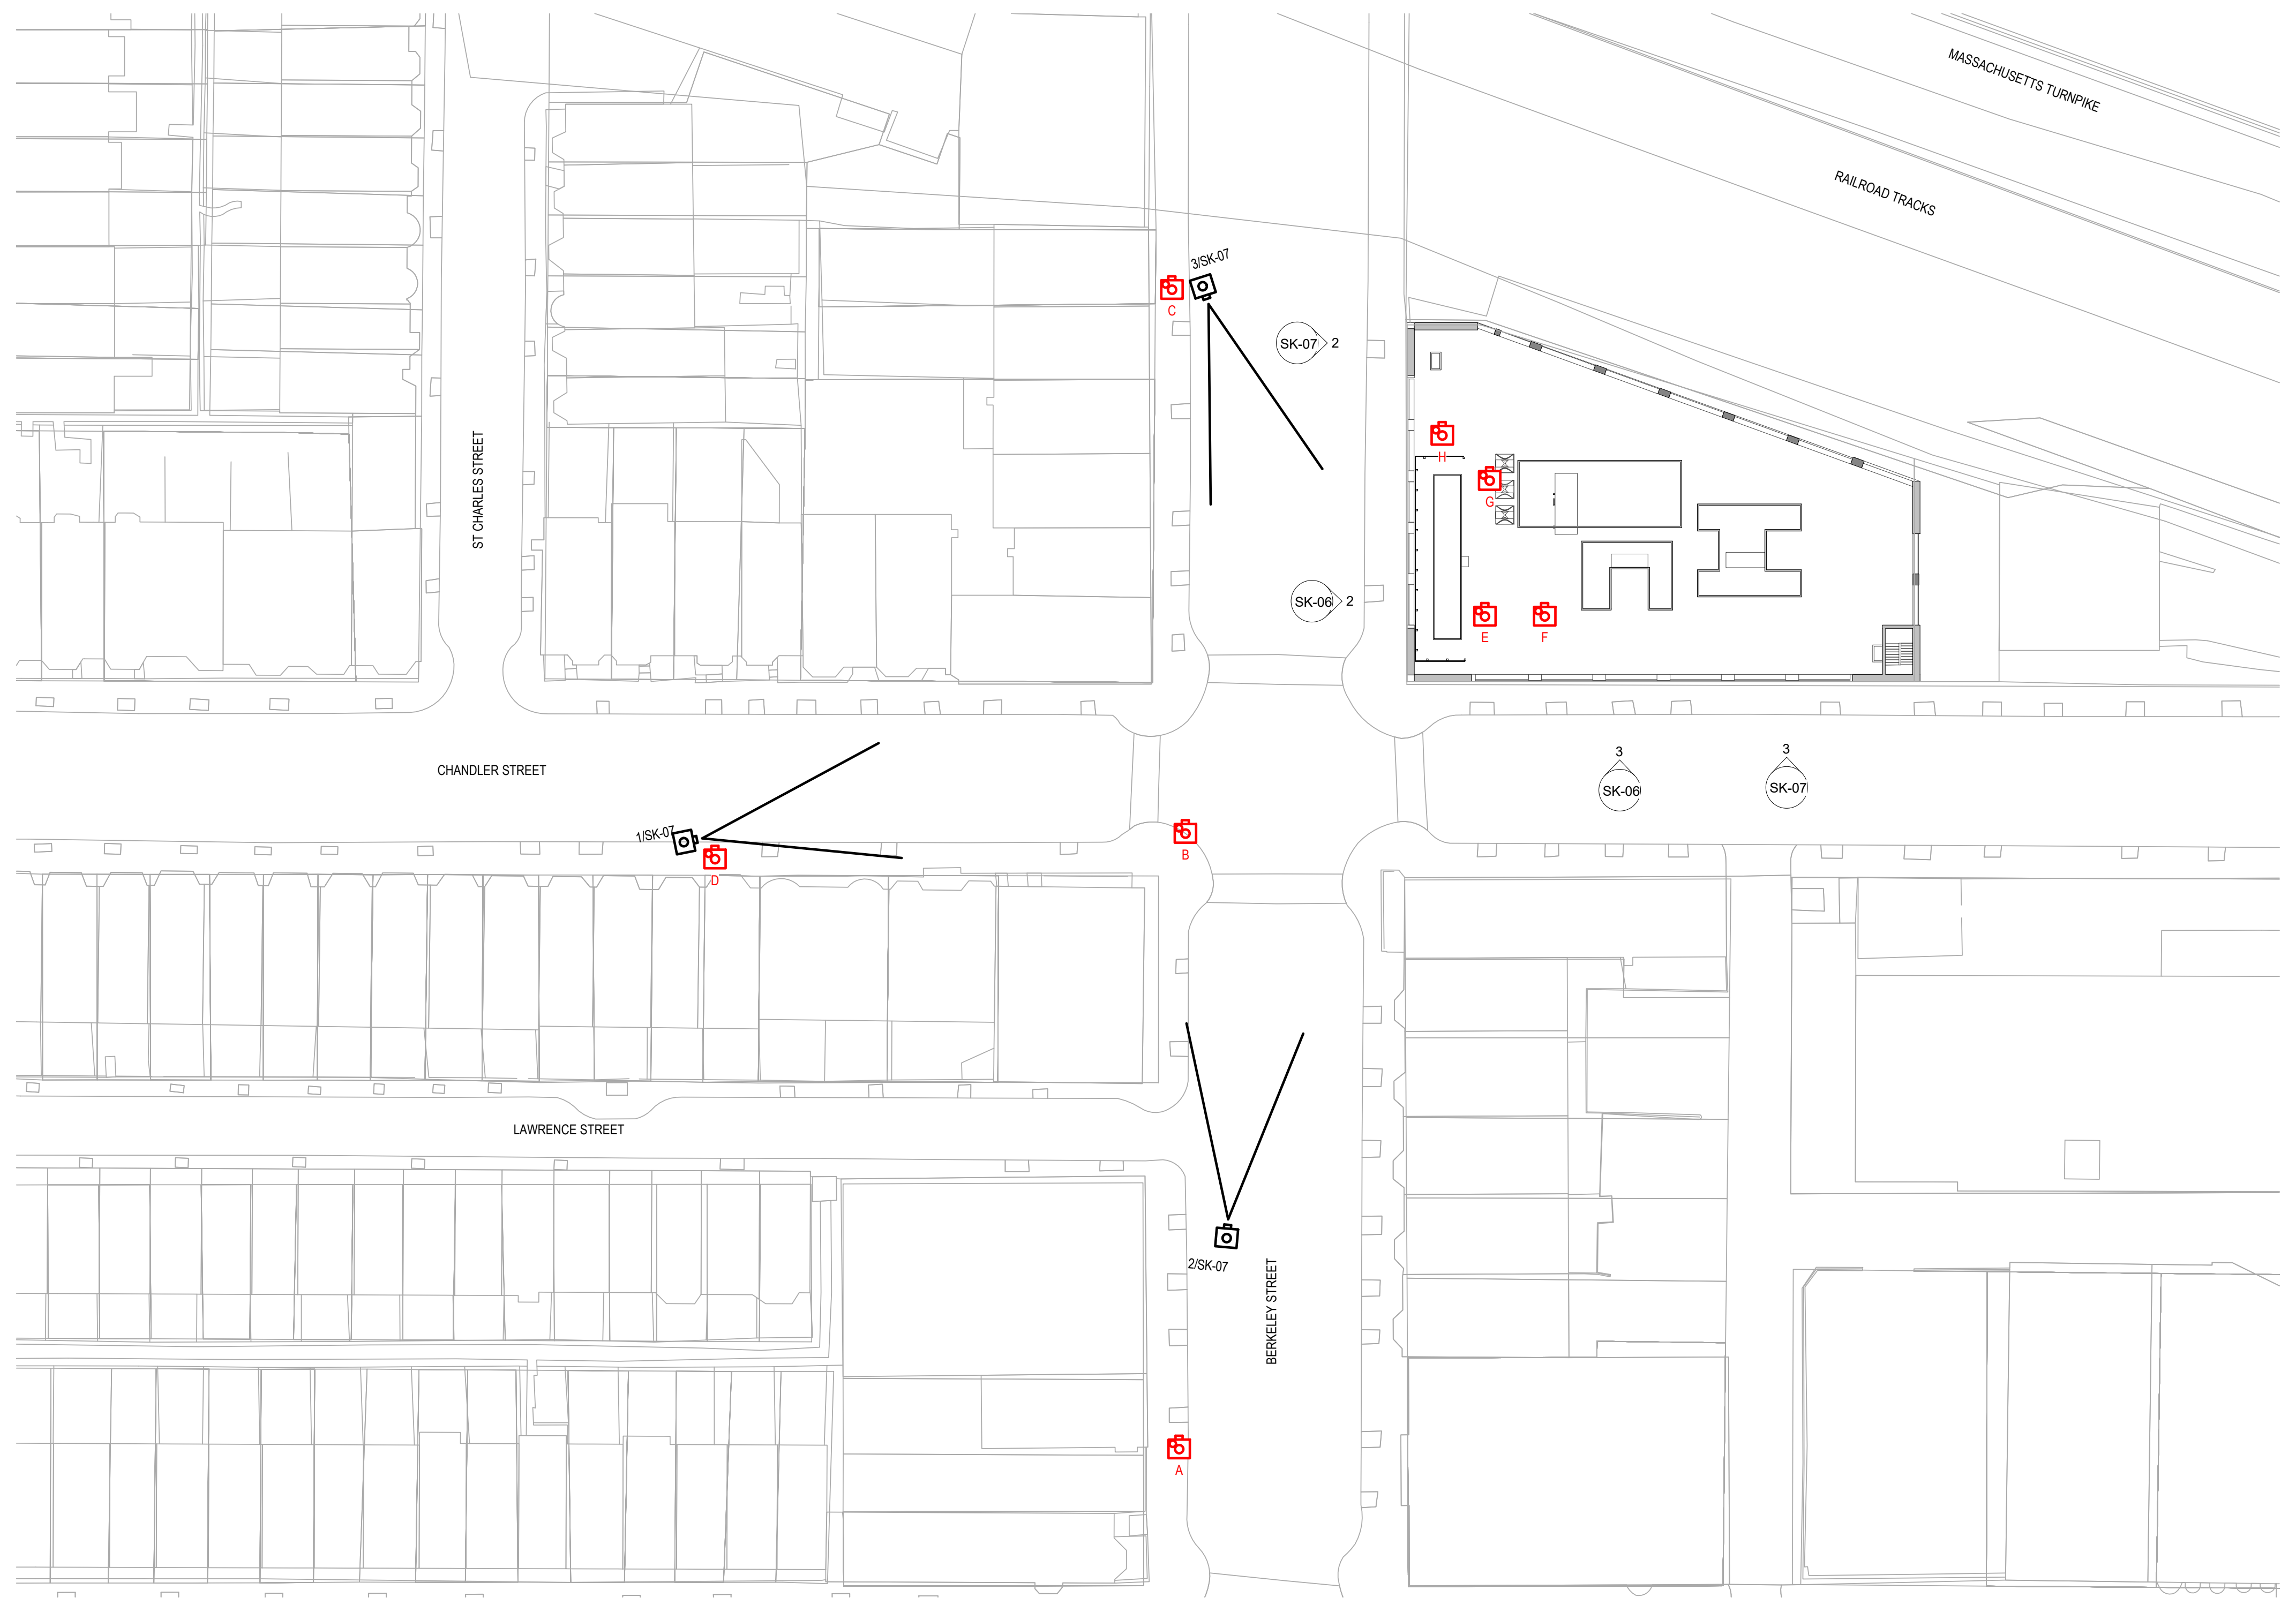 MASSACHUSETTS TURNPIKE
RAILROAD TRACKS
3/SK-07
C
SK-07 2
ST CHARLES STREET
H
G
SK-06 2
E
F
CHANDLER STREET
3
SK-06
3
SK-07
1/SK-07
D
B
LAWRENCE STREET
2/SK-07
BERKELEY STREET
A